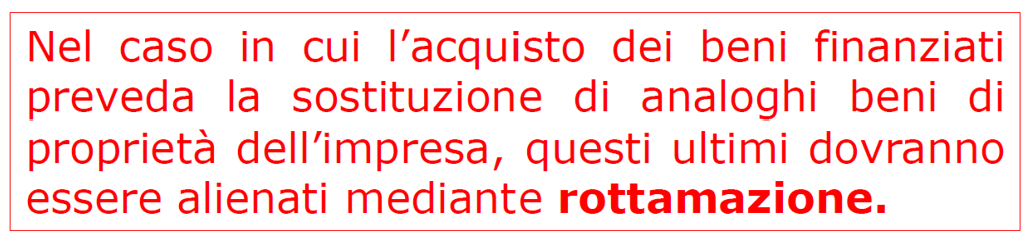 Nel caso in cui l’acquisto dei beni finanziati
preveda la sostituzione di analoghi beni di
proprietà dell’impresa, questi ultimi dovranno
essere alienati mediante rottamazione.